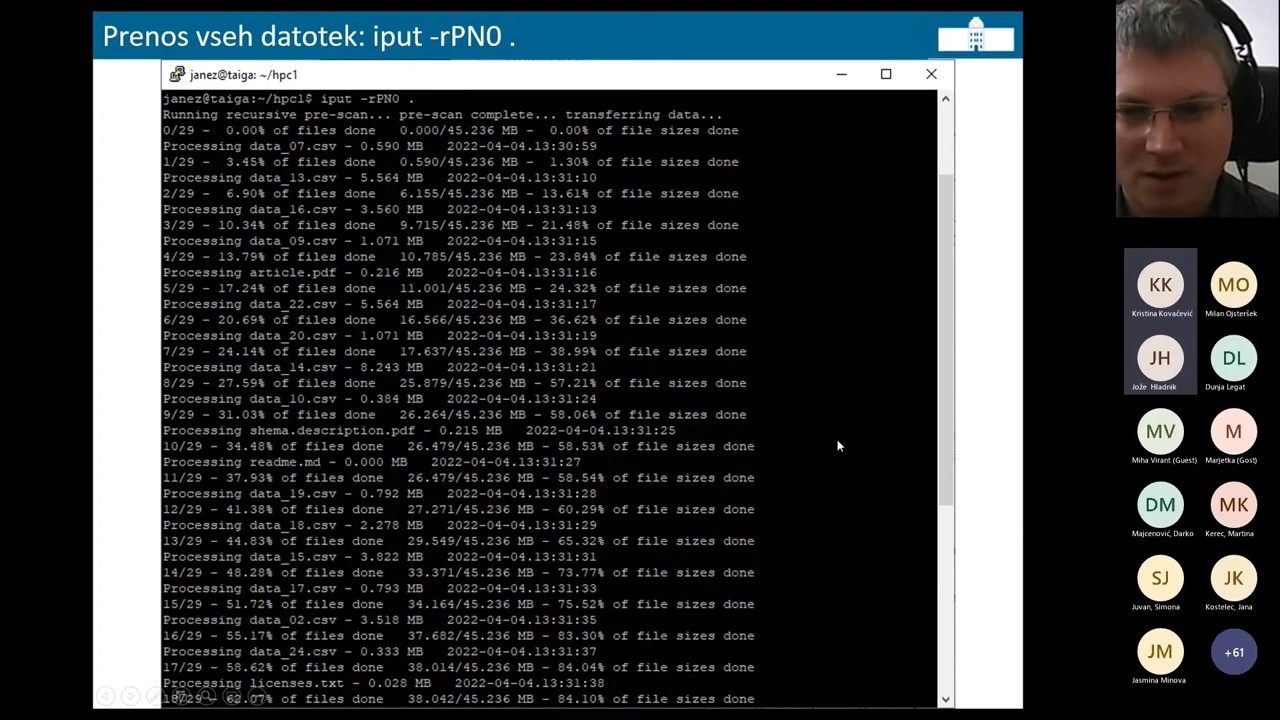 Prenos vseh datotek: iput -rPN0 .
janez@taiga: ~/hpc1
janez@taiga:~/hpc1$ iput -rPN0 .
Running recursive pre-scan... pre-scan complete... transferring data...
0/29 - 0.00% of files done 0.000/45.236 MB - 0.00% of file sizes done
Processing data_07.csv - 0.590 MB 2022-04-04.13:30:59
1/29 - 3.45% of files done 0.590/45.236 MB - 1.30% of file sizes done
Processing data_13.csv - 5.564 MB 2022-04-04.13:31:10
2/29 - 6.90% of files done 6.155/45.236 MB - 13.61% of file sizes done
Processing data_16.csv - 3.560 MB 2022-04-04.13:31:13
3/29 - 10.34% of files done 9.715/45.236 MB - 21.48% of file sizes done
Processing data_09.csv - 1.071 MB 2022-04-04.13:31:15
4/29 - 13.79% of files done 10.785/45.236 MB - 23.84% of file sizes done
Processing article.pdf - 0.216 MB 2022-04-04.13:31:16
5/29 - 17.24% of files done 11.001/45.236 MB - 24.32% of file sizes done
Processing data_22.csv - 5.564 MB 2022-04-04.13:31:17
6/29 - 20.69% of files done 16.566/45.236 MB - 36.62% of file sizes done
Processing data_20.csv - 1.071 MB 2022-04-04.13:31:19
7/29 - 24.14% of files done 17.637/45.236 MB - 38.99% of file sizes done
Processing data_14.csv - 8.243 MB 2022-04-04.13:31:21
8/29 - 27.59% of files done 25.879/45.236 MB - 57.21% of file sizes done
Processing data_10.csv - 0.384 MB 2022-04-04.13:31:24
9/29 - 31.03% of files done 26.264/45.236 MB - 58.06% of file sizes done
Processing shema.description.pdf - 0.215 MB 2022-04-04.13:31:25
10/29 - 34.48% of files done 26.479/45.236 MB - 58.53% of file sizes done
Processing readme.md - 0.000 MB 2022-04-04.13:31:27
11/29 - 37.93% of files done 26.479/45.236 MB - 58.54% of file sizes done
Processing data_19.csv - 0.792 MB 2022-04-04.13:31:28
12/29 - 41.38% of files done 27.271/45.236 MB - 60.29% of file sizes done
Processing data_18.csv - 2.278 MB 2022-04-04.13:31:29
13/29 - 44.83% of files done 29.549/45.236 MB - 65.32% of file sizes done
Processing data_15.csv - 3.822 MB 2022-04-04.13:31:31
14/29 - 48.28% of files done 33.371/45.236 MB - 73.77% of file sizes done
Processing data_17.csv - 0.793 MB 2022-04-04.13:31:33
15/29 - 51.72% of files done 34.164/45.236 MB - 75.52% of file sizes done
Processing data_02.csv - 3.518 MB 2022-04-04.13:31:35
16/29 - 55.17% of files done 37.682/45.236 MB - 83.30% of file sizes done
Processing data_24.csv - 0.333 MB 2022-04-04.13:31:37
17/29 - 58.62% of files done 38.014/45.236 MB - 84.04% of file sizes done
Processing licenses.txt - 0.028 MB 2022-04-04.13:31:38
18/29 - 62.07% of files done 38.042/45.236 MB - 84.10% of file sizes done
KK
MO
Kristina Kovačević
Milan Ojsteršek
JH
DL
Jože Hladnik
Dunja Legat
MV
M
Miha Virant (Guest)
Marjetka (Gost)
DM
MK
Majcenović, Darko
Kerec, Martina
SJ
JK
Juvan, Simona
Kostelec, Jana
JM
+61
Jasmina Minova